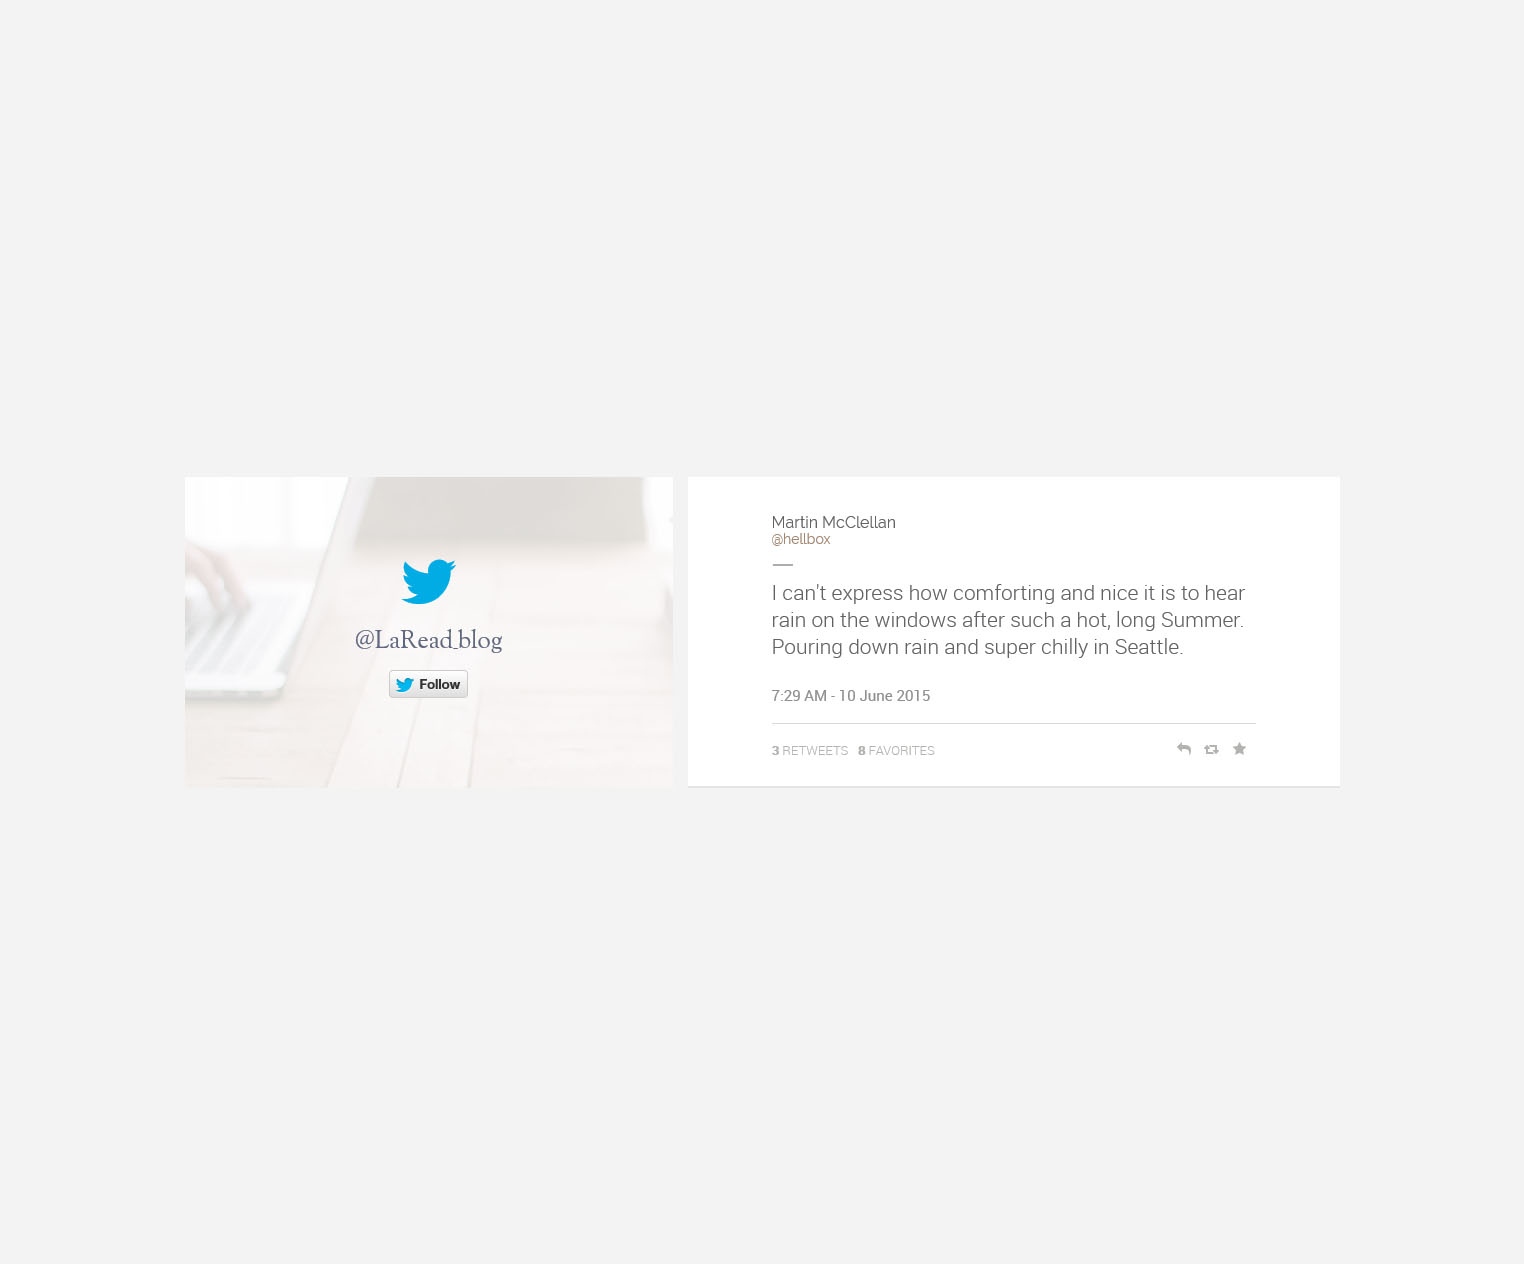 @LaRead_blog
Follow
Martin McClellan
@hellbox
I can't express how comforting and nice it is to hear
rain on the windows after such a hot, long Summer.
Pouring down rain and super chilly in Seattle.
7:29 AM - 10 June 2015
3 RETWEETS 8 FAVORITES